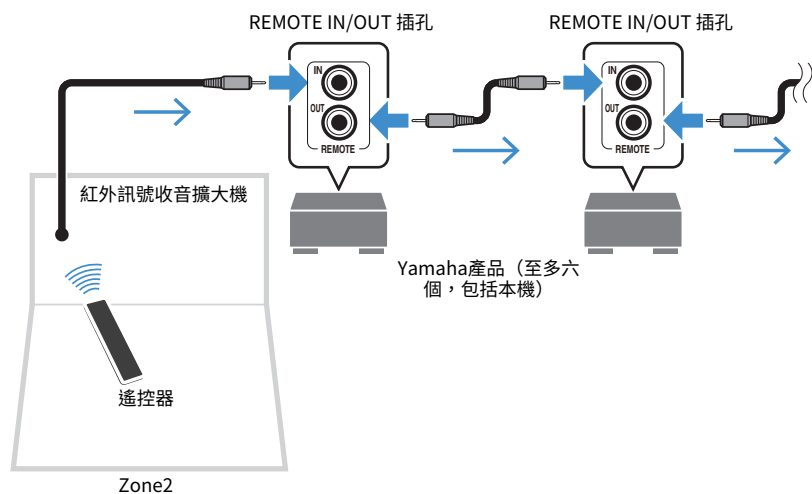 REMOTE IN/OUT 插孔
REMOTE IN/OUT 插孔
IN
OUT
REMOTE
IN
OUT
REMOTE
紅外訊號收音擴大機
Yamaha產品（至多六
個，包括本機）
遙控器
Zone2